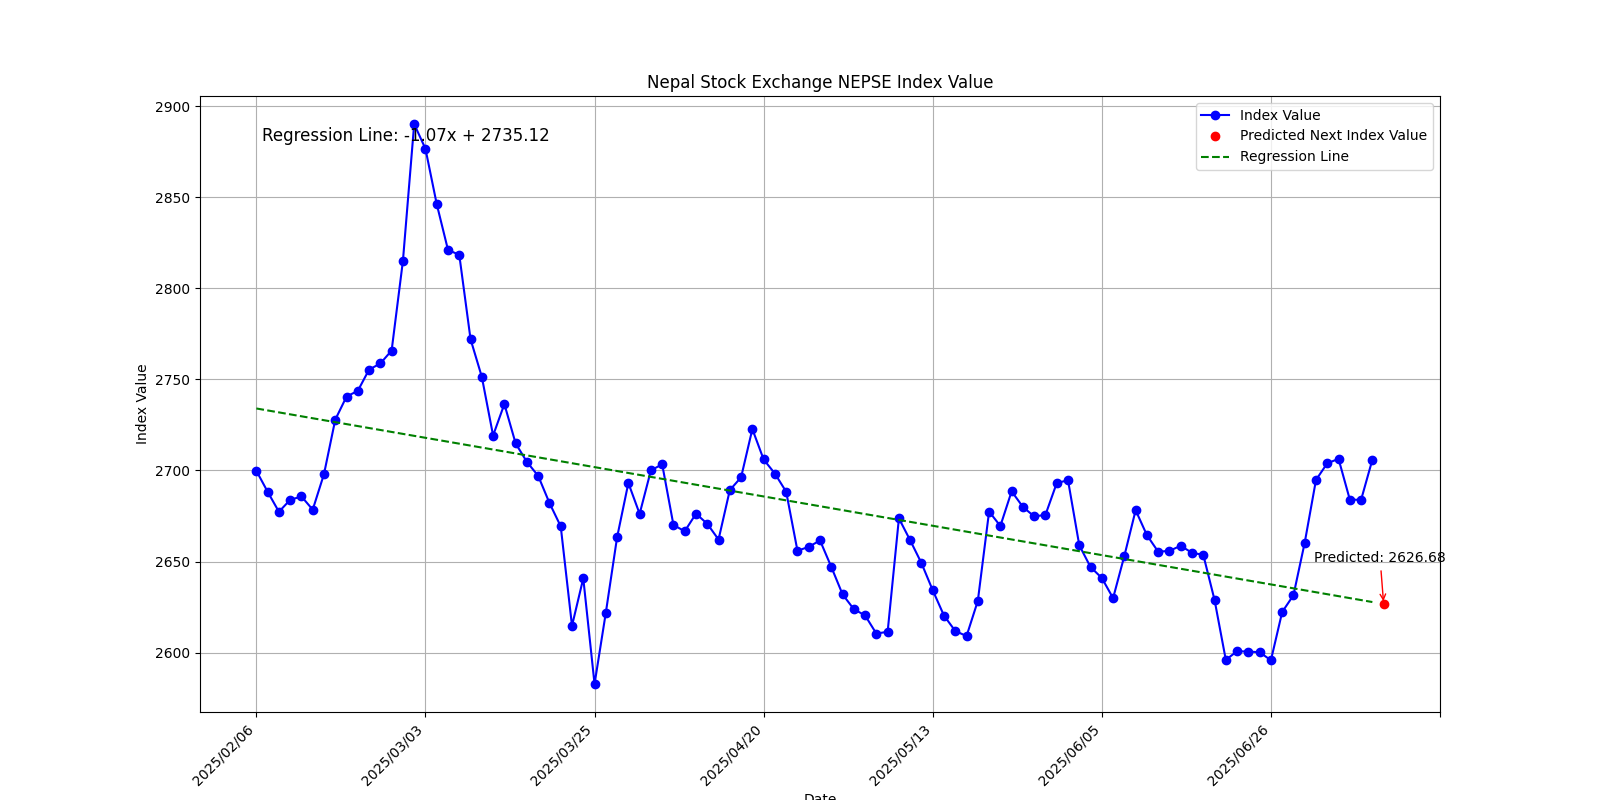 Nepal Stock Exchange NEPSE Index Value
Regression Line: -1.07x + 2735.12
Index Value
Predicted Next Index Value
Regression Line
2900
2850
2800
2750
2700
2650
2600
Index Value
Predicted: 2626.68
2025/02/06
2025/03/03
2025/03/25
2025/04/20
2025/05/13
2025/06/05
2025/06/26
Date